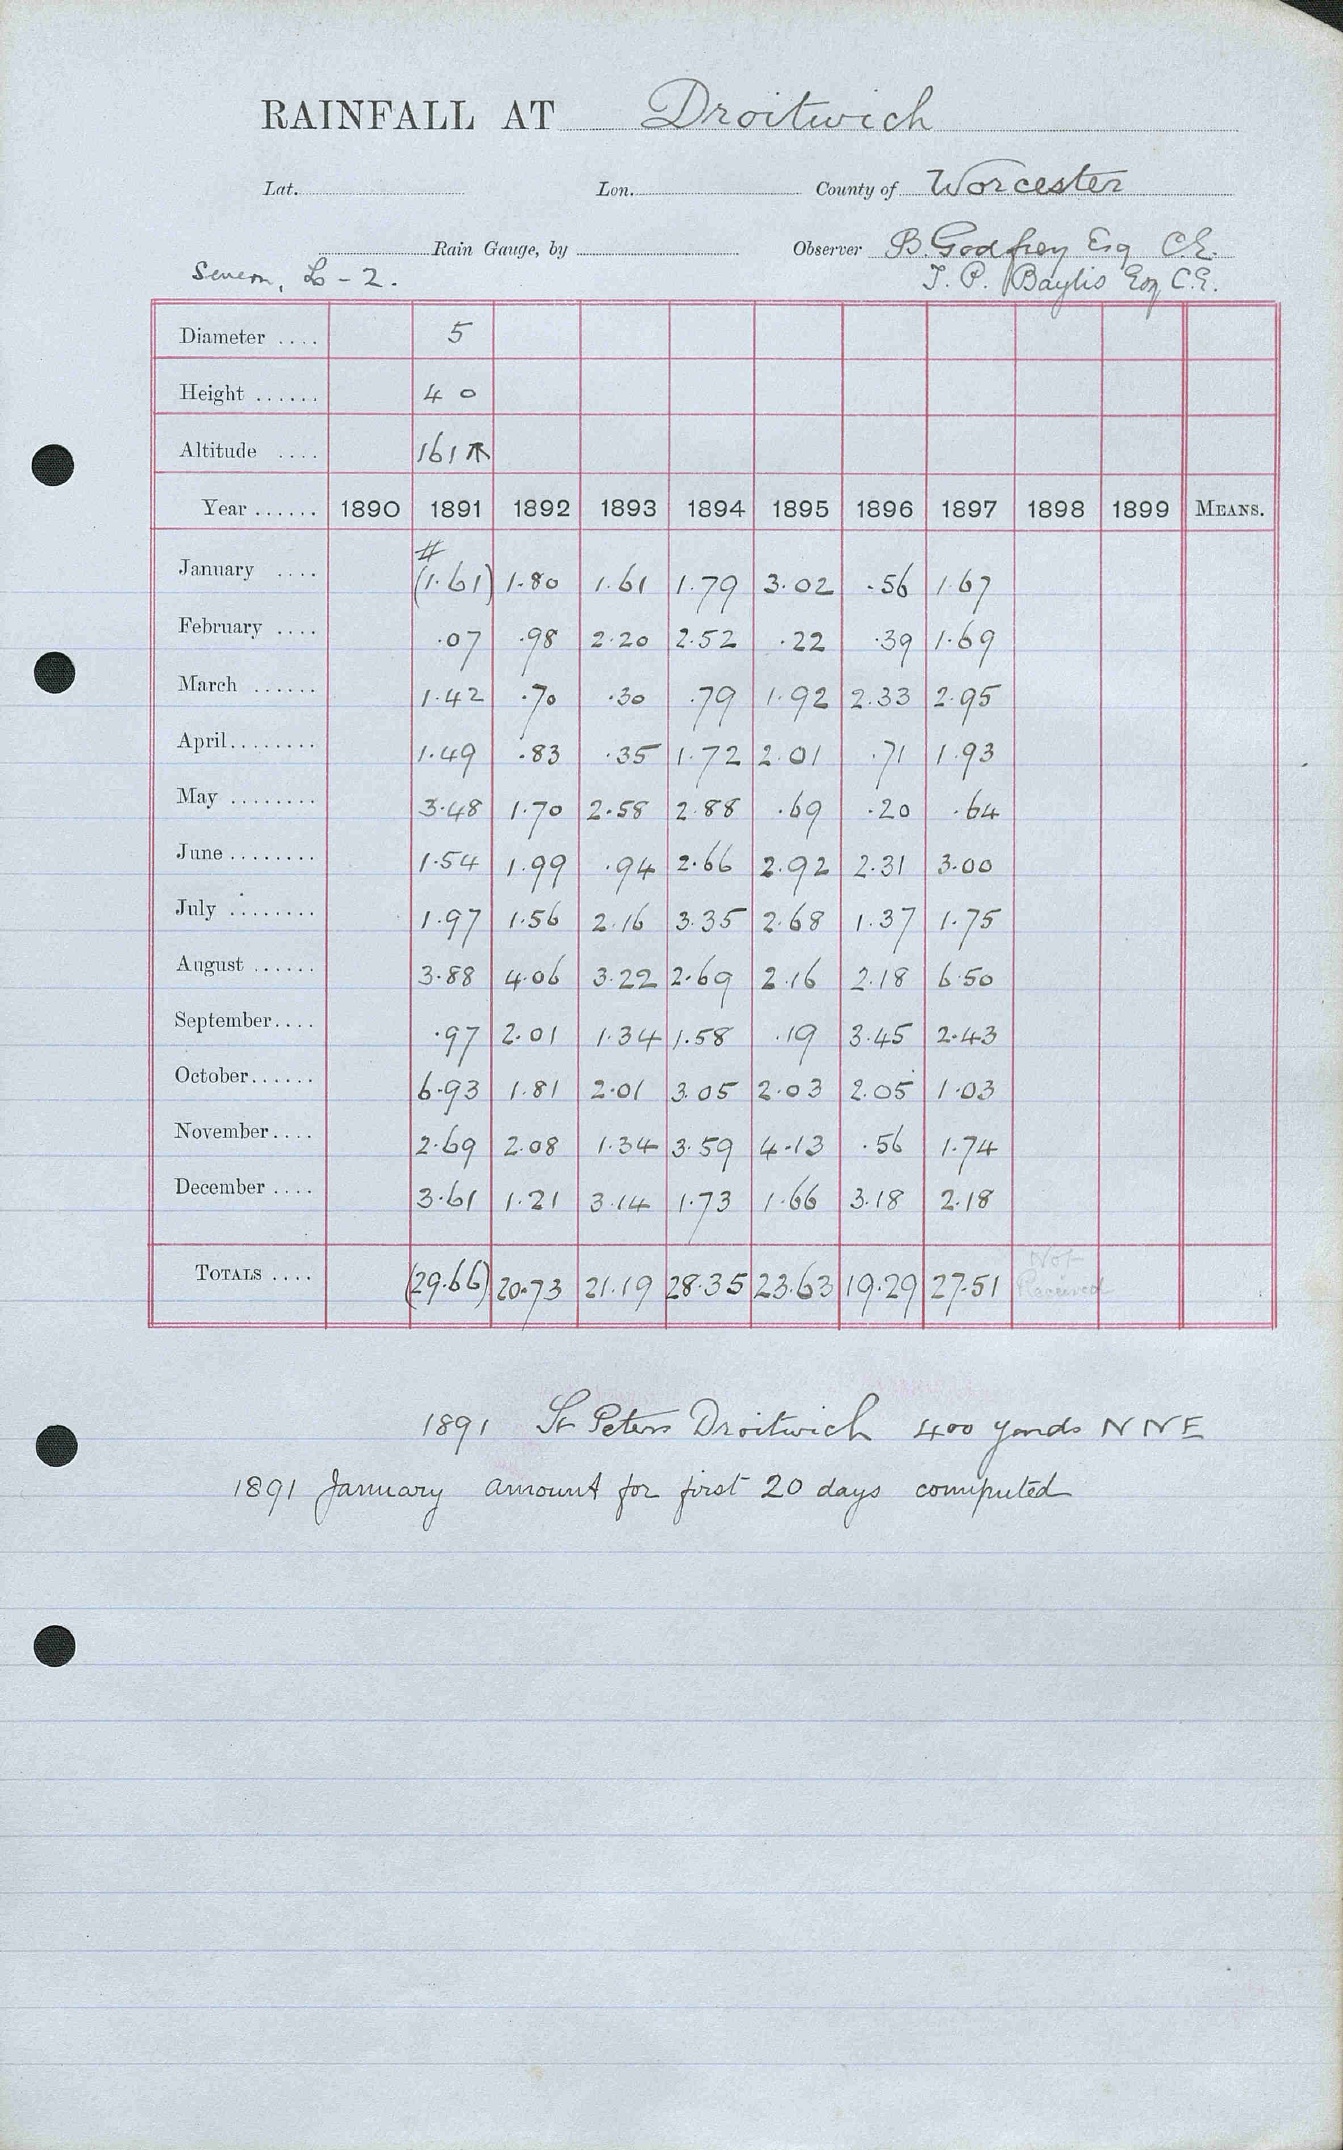 RAINFALL AT Droitwich
Lat. Lon. County of Worcester
Rain Gauge, by Observer B. Godfrey Esq C.E.
Severn, L - 2. T. P. Baylis Esq C.E.
Diameter .... 5
Height ...... 4 0
Altitude .... 161
Year ...... 1890 1891 1892 1893 1894 1895 1896 1897 1898 1899 MEANS.
#
January .... (1.61) 1.80 1.61 1.79 3.02 .56 1.67
February .... .07 .98 2.20 2.52 .22 .39 1.69
March ...... 1.42 .70 .30 .79 1.92 2.33 2.95
April........ 1.49 .83 .35 1.72 2.01 .71 1.93
May ........ 3.48 1.70 2.58 2.88 .69 .20 .64
June ........ 1.54 1.99 .94 2.66 2.92 2.31 3.00
July ........ 1.97 1.56 2.16 3.35 2.68 1.37 1.75
August ...... 3.88 4.06 3.22 2.69 2.16 2.18 6.50
September.... .97 2.01 1.34 1.58 .19 3.45 2.43
October...... 6.93 1.81 2.01 3.05 2.03 2.05 1.03
November.... 2.69 2.08 1.34 3.59 4.13 .56 1.74
December .... 3.61 1.21 3.14 1.73 1.66 3.18 2.18
TOTALS .... (29.66) 20.73 21.19 28.35 23.63 19.29 27.51 Not Received
1891 St Peters Droitwich 400 yards N N E
1891 January amount for first 20 days computed